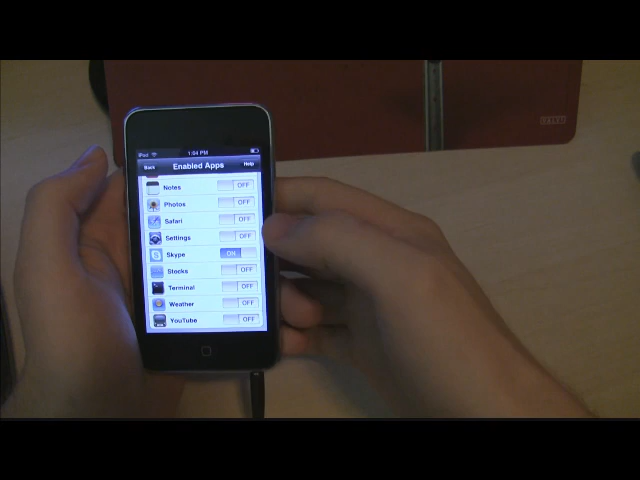 iPod 1:04 PM
Back Enabled Apps Help
Notes OFF
Photos OFF
Safari OFF
Settings OFF
Skype ON
Stocks OFF
Terminal OFF
Weather OFF
YouTube OFF